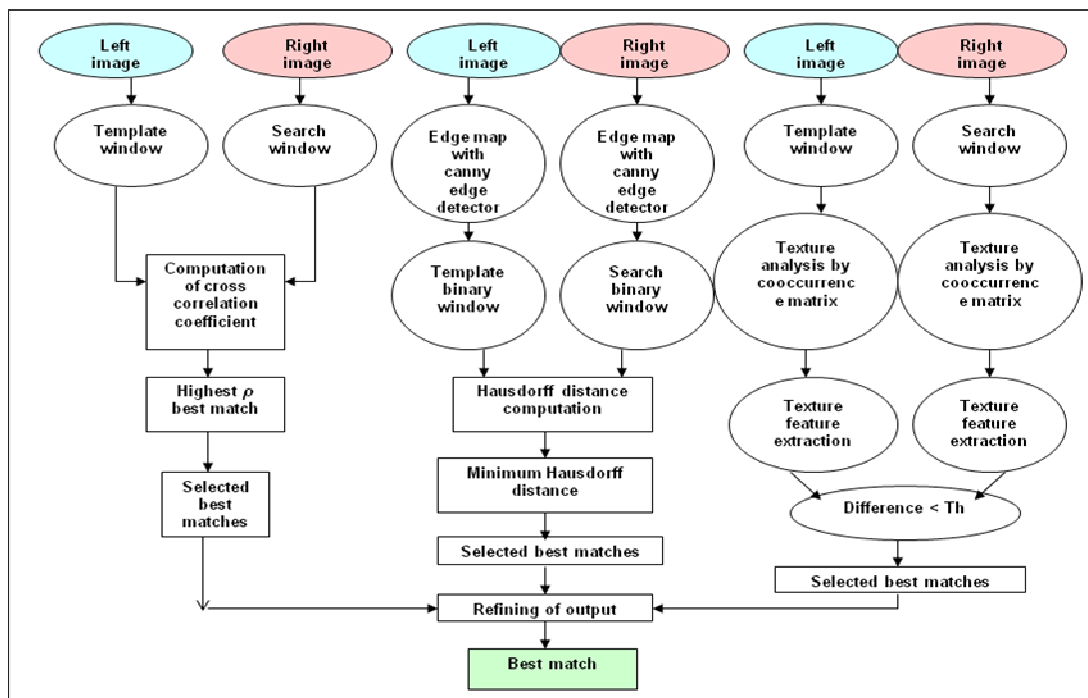 Left
image
Right
image
Left
image
Right
image
Left
image
Right
image
Template
window
Search
window
Edge map
with
canny
edge
detector
Edge map
with
canny
edge
detector
Template
window
Search
window
Computation
of cross
correlation
coefficient
Template
binary
window
Search
binary
window
Texture
analysis by
cooccurrenc
e matrix
Texture
analysis by
cooccurrenc
e matrix
Highest ρ
best match
Hausdorff distance
computation
Texture
feature
extraction
Texture
feature
extraction
Selected
best
matches
Minimum Hausdorff
distance
Difference < Th
Selected best matches
Selected best matches
Refining of output
Best match